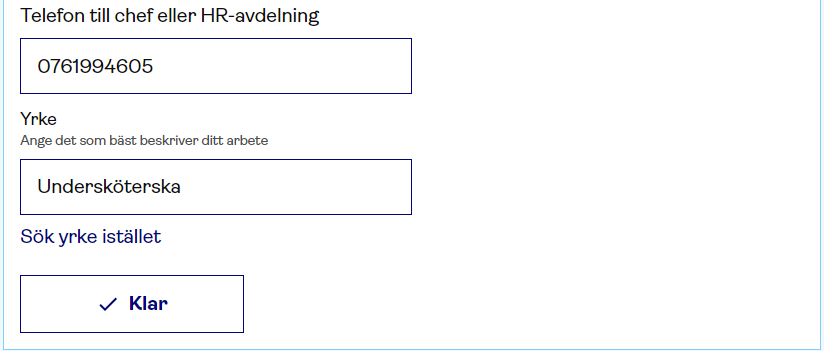 Telefon till chef eller HR-avdelning
0761994605
Yrke
Ange det som bäst beskriver ditt arbete
Undersköterska
Sök yrke istället
Klar